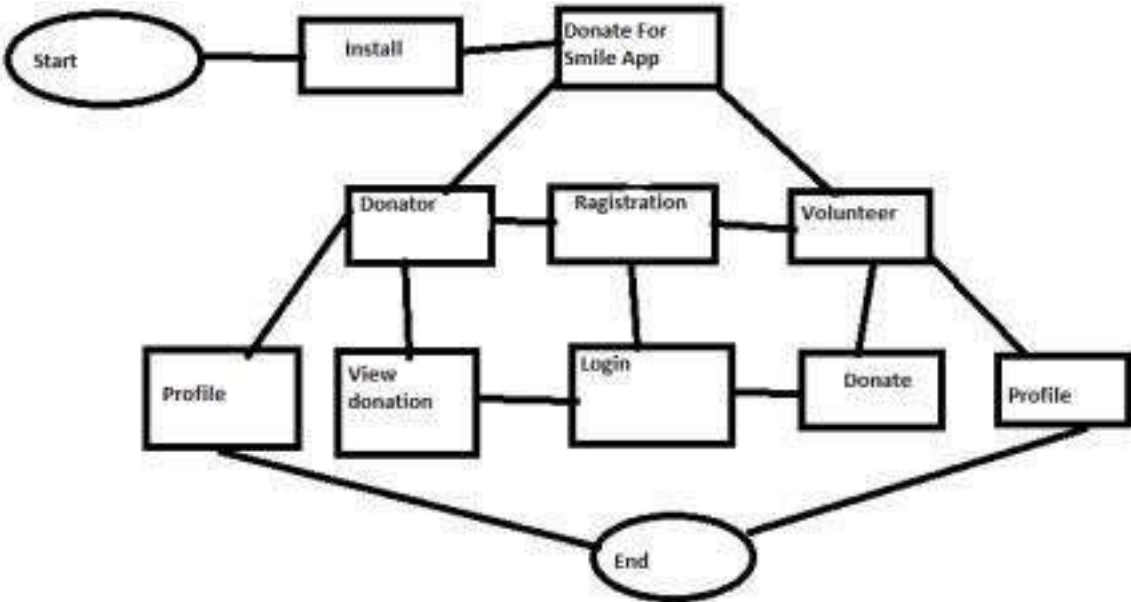 Start
Install
Donate For
Smile App
Donator
Ragistration
Volunteer
Profile
View
donation
Login
Donate
Profile
End